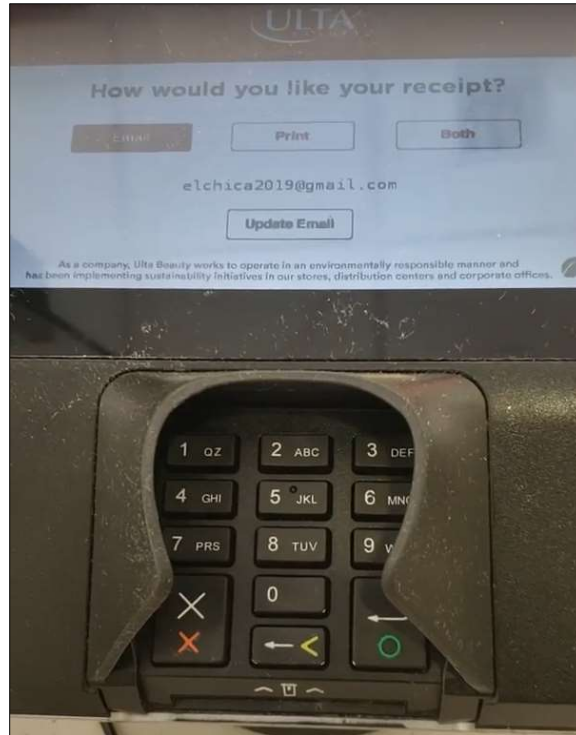 ULTA
How would you like your receipt?
Email Print Both
elchica2019@gmail.com
Update Email
As a company, Ulta Beauty works to operate in an environmentally responsible manner and
has been implementing sustainability initiatives in our stores, distribution centers and corporate offices.
1 QZ 2 ABC 3 DEF
4 GHI 5 JKL 6 MNO
7 PRS 8 TUV 9 W
0